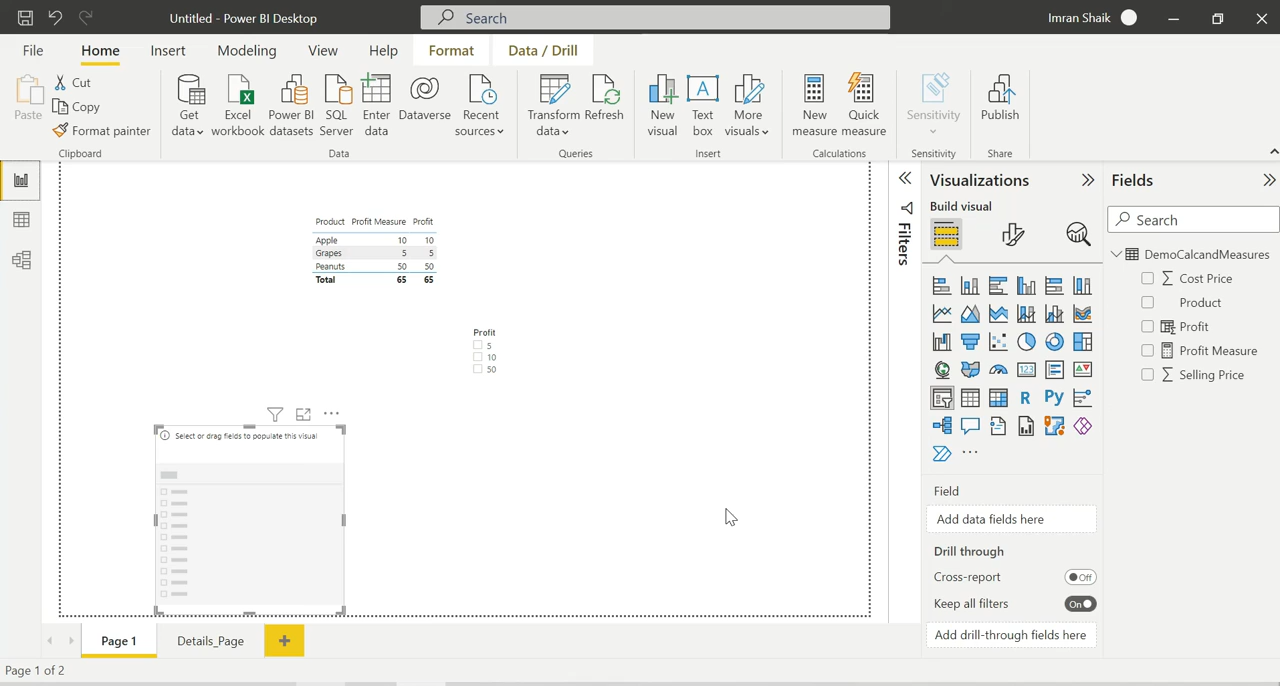 Untitled - Power BI Desktop
Search
Imran Shaik
File Home Insert Modeling View Help Format Data / Drill
Paste
Cut
Copy
Format painter
Clipboard
Get data
Excel workbook
Power BI datasets
SQL Server
Enter data
Dataverse
Recent sources
Data
Transform data
Refresh
Queries
New visual
Text box
More visuals
Insert
New measure
Quick measure
Calculations
Sensitivity
Sensitivity
Publish
Share
Product Profit Measure Profit
Apple 10 10
Grapes 5 5
Peanuts 50 50
Total 65 65
Profit
5
10
50
Select or drag fields to populate this visual
Filters
Visualizations
Build visual
123
R
Py
Field
Add data fields here
Drill through
Cross-report Off
Keep all filters On
Add drill-through fields here
Fields
Search
DemoCalcandMeasures
Cost Price
Product
Profit
Profit Measure
Selling Price
Page 1 Details_Page
Page 1 of 2